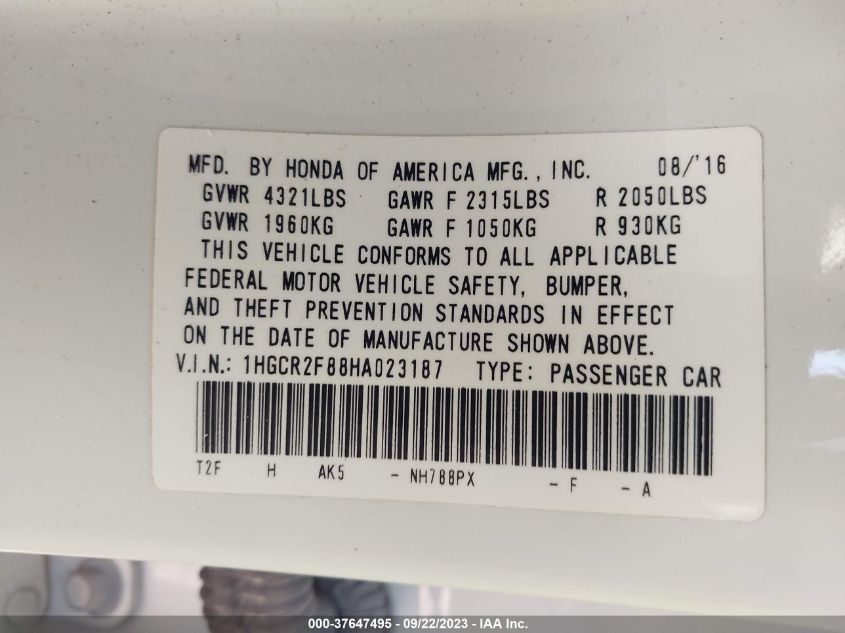 MFD. BY HONDA OF AMERICA MFG., INC. 08/'16
GVWR 4321LBS GAWR F 2315LBS R 2050LBS
GVWR 1960KG GAWR F 1050KG R 930KG
THIS VEHICLE CONFORMS TO ALL APPLICABLE
FEDERAL MOTOR VEHICLE SAFETY, BUMPER,
AND THEFT PREVENTION STANDARDS IN EFFECT
ON THE DATE OF MANUFACTURE SHOWN ABOVE.
V.I.N.: 1HGCR2F88HA023187 TYPE: PASSENGER CAR
T2F H AK5 - NH788PX - F - A
000-37647495 - 09/22/2023 - IAA Inc.